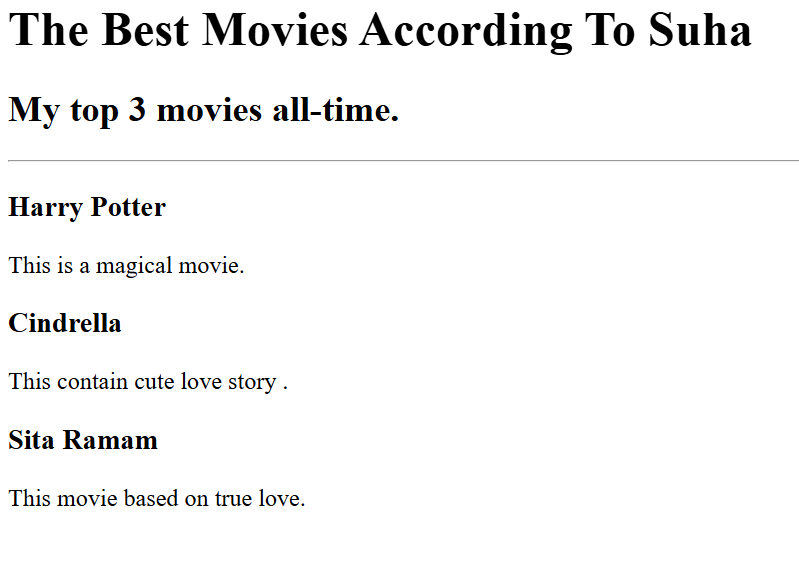 The Best Movies According To Suha
My top 3 movies all-time.
Harry Potter
This is a magical movie.
Cindrella
This contain cute love story .
Sita Ramam
This movie based on true love.